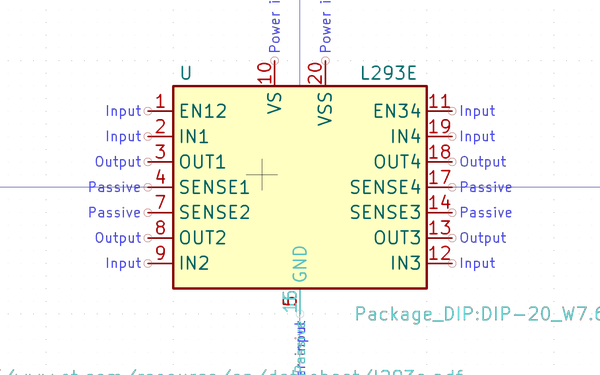 Power i Power i
U 10 20 L293E
VS VSS
Input 1 EN12 EN34 11 Input
Input 2 IN1 IN4 19 Input
Output 3 OUT1 OUT4 18 Output
Passive 4 SENSE1 SENSE4 17 Passive
Passive 7 SENSE2 SENSE3 14 Passive
Output 8 OUT2 OUT3 13 Output
Input 9 IN2 IN3 12 Input
GND
Package_DIP:DIP-20_W7.6